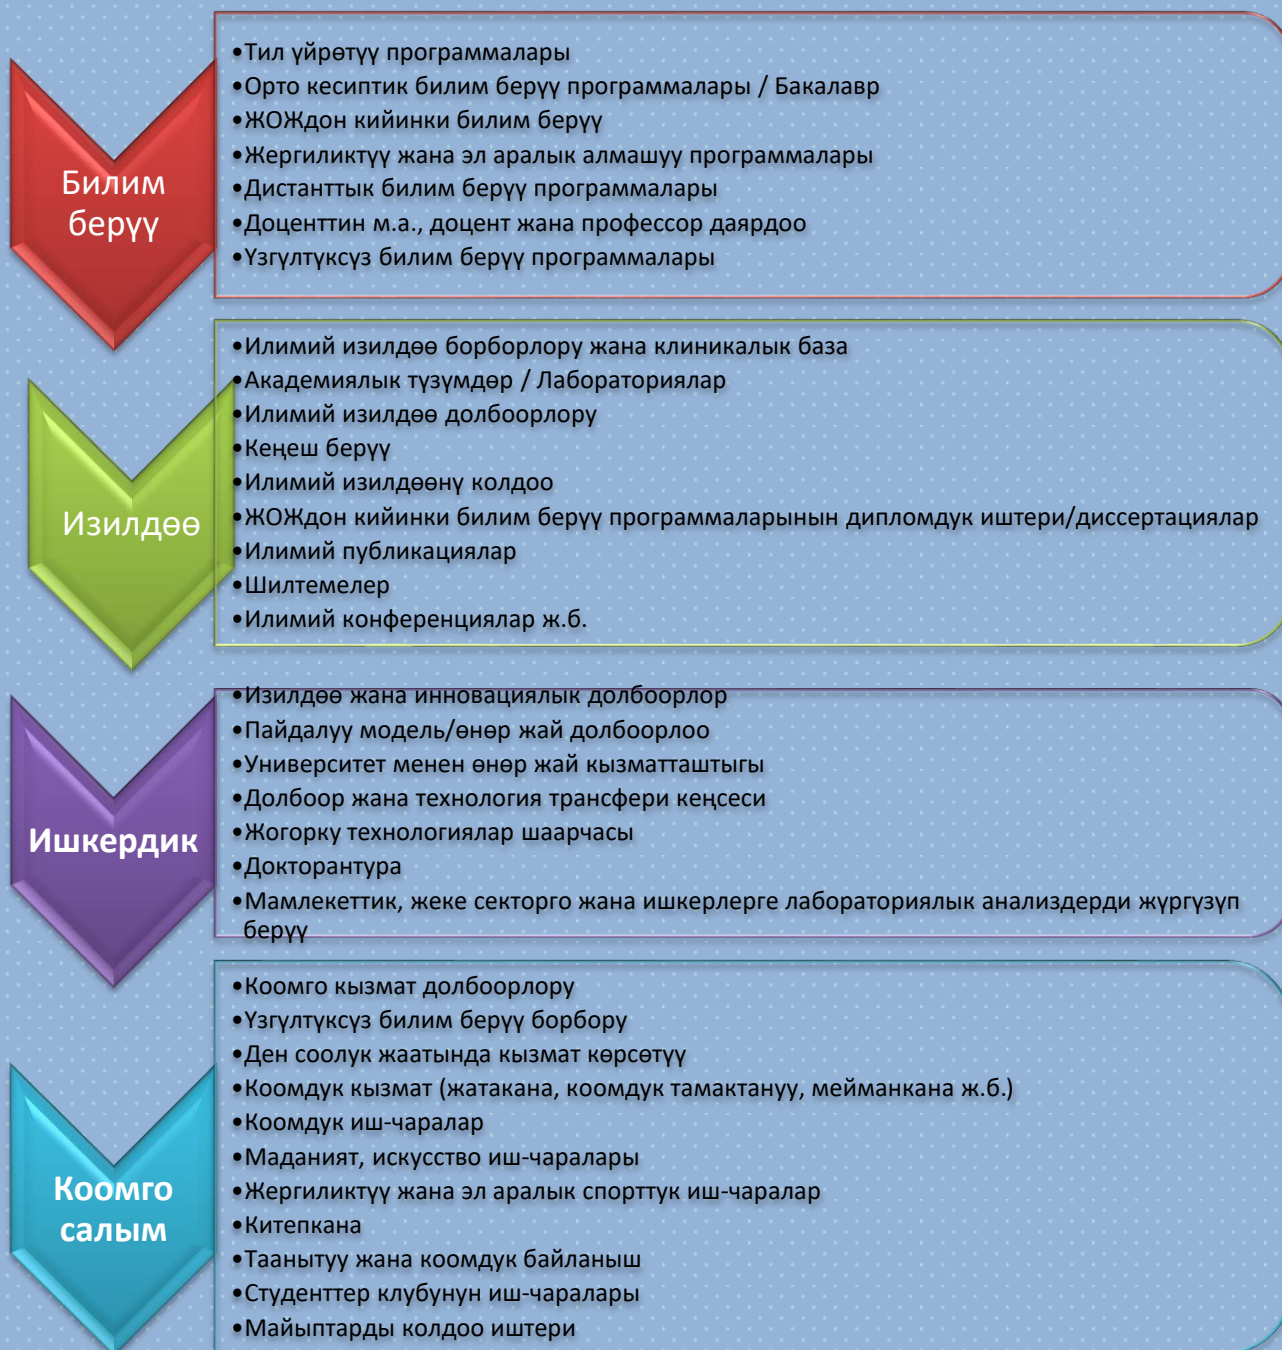 Билим
берүү
•Тил үйрөтүү программалары
•Орто кесиптик билим берүү программалары / Бакалавр
•ЖОЖдон кийинки билим берүү
•Жергиликтүү жана эл аралык алмашуу программалары
•Дистанттык билим берүү программалары
•Доценттин м.а., доцент жана профессор даярдоо
•Үзгүлтүксүз билим берүү программалары
Изилдөө
•Илимий изилдөө борборлору жана клиникалык база
•Академиялык түзүмдөр / Лабораториялар
•Илимий изилдөө долбоорлору
•Кеңеш берүү
•Илимий изилдөөнү колдоо
•ЖОЖдон кийинки билим берүү программаларынын дипломдук иштери/диссертациялар
•Илимий публикациялар
•Шилтемелер
•Илимий конференциялар ж.б.
Ишкердик
•Изилдөө жана инновациялык долбоорлор
•Пайдалуу модель/өнөр жай долбоорлоо
•Университет менен өнөр жай кызматташтыгы
•Долбоор жана технология трансфери кеңсеси
•Жогорку технологиялар шаарчасы
•Докторантура
•Мамлекеттик, жеке секторго жана ишкерлерге лабораториялык анализдерди жүргүзүп
берүү
Коомго
салым
•Коомго кызмат долбоорлору
•Үзгүлтүксүз билим берүү борбору
•Ден соолук жаатында кызмат көрсөтүү
•Коомдук кызмат (жатакана, коомдук тамактануу, мейманкана ж.б.)
•Коомдук иш-чаралар
•Маданият, искусство иш-чаралары
•Жергиликтүү жана эл аралык спорттук иш-чаралар
•Китепкана
•Таанытуу жана коомдук байланыш
•Студенттер клубунун иш-чаралары
•Майыптарды колдоо иштери